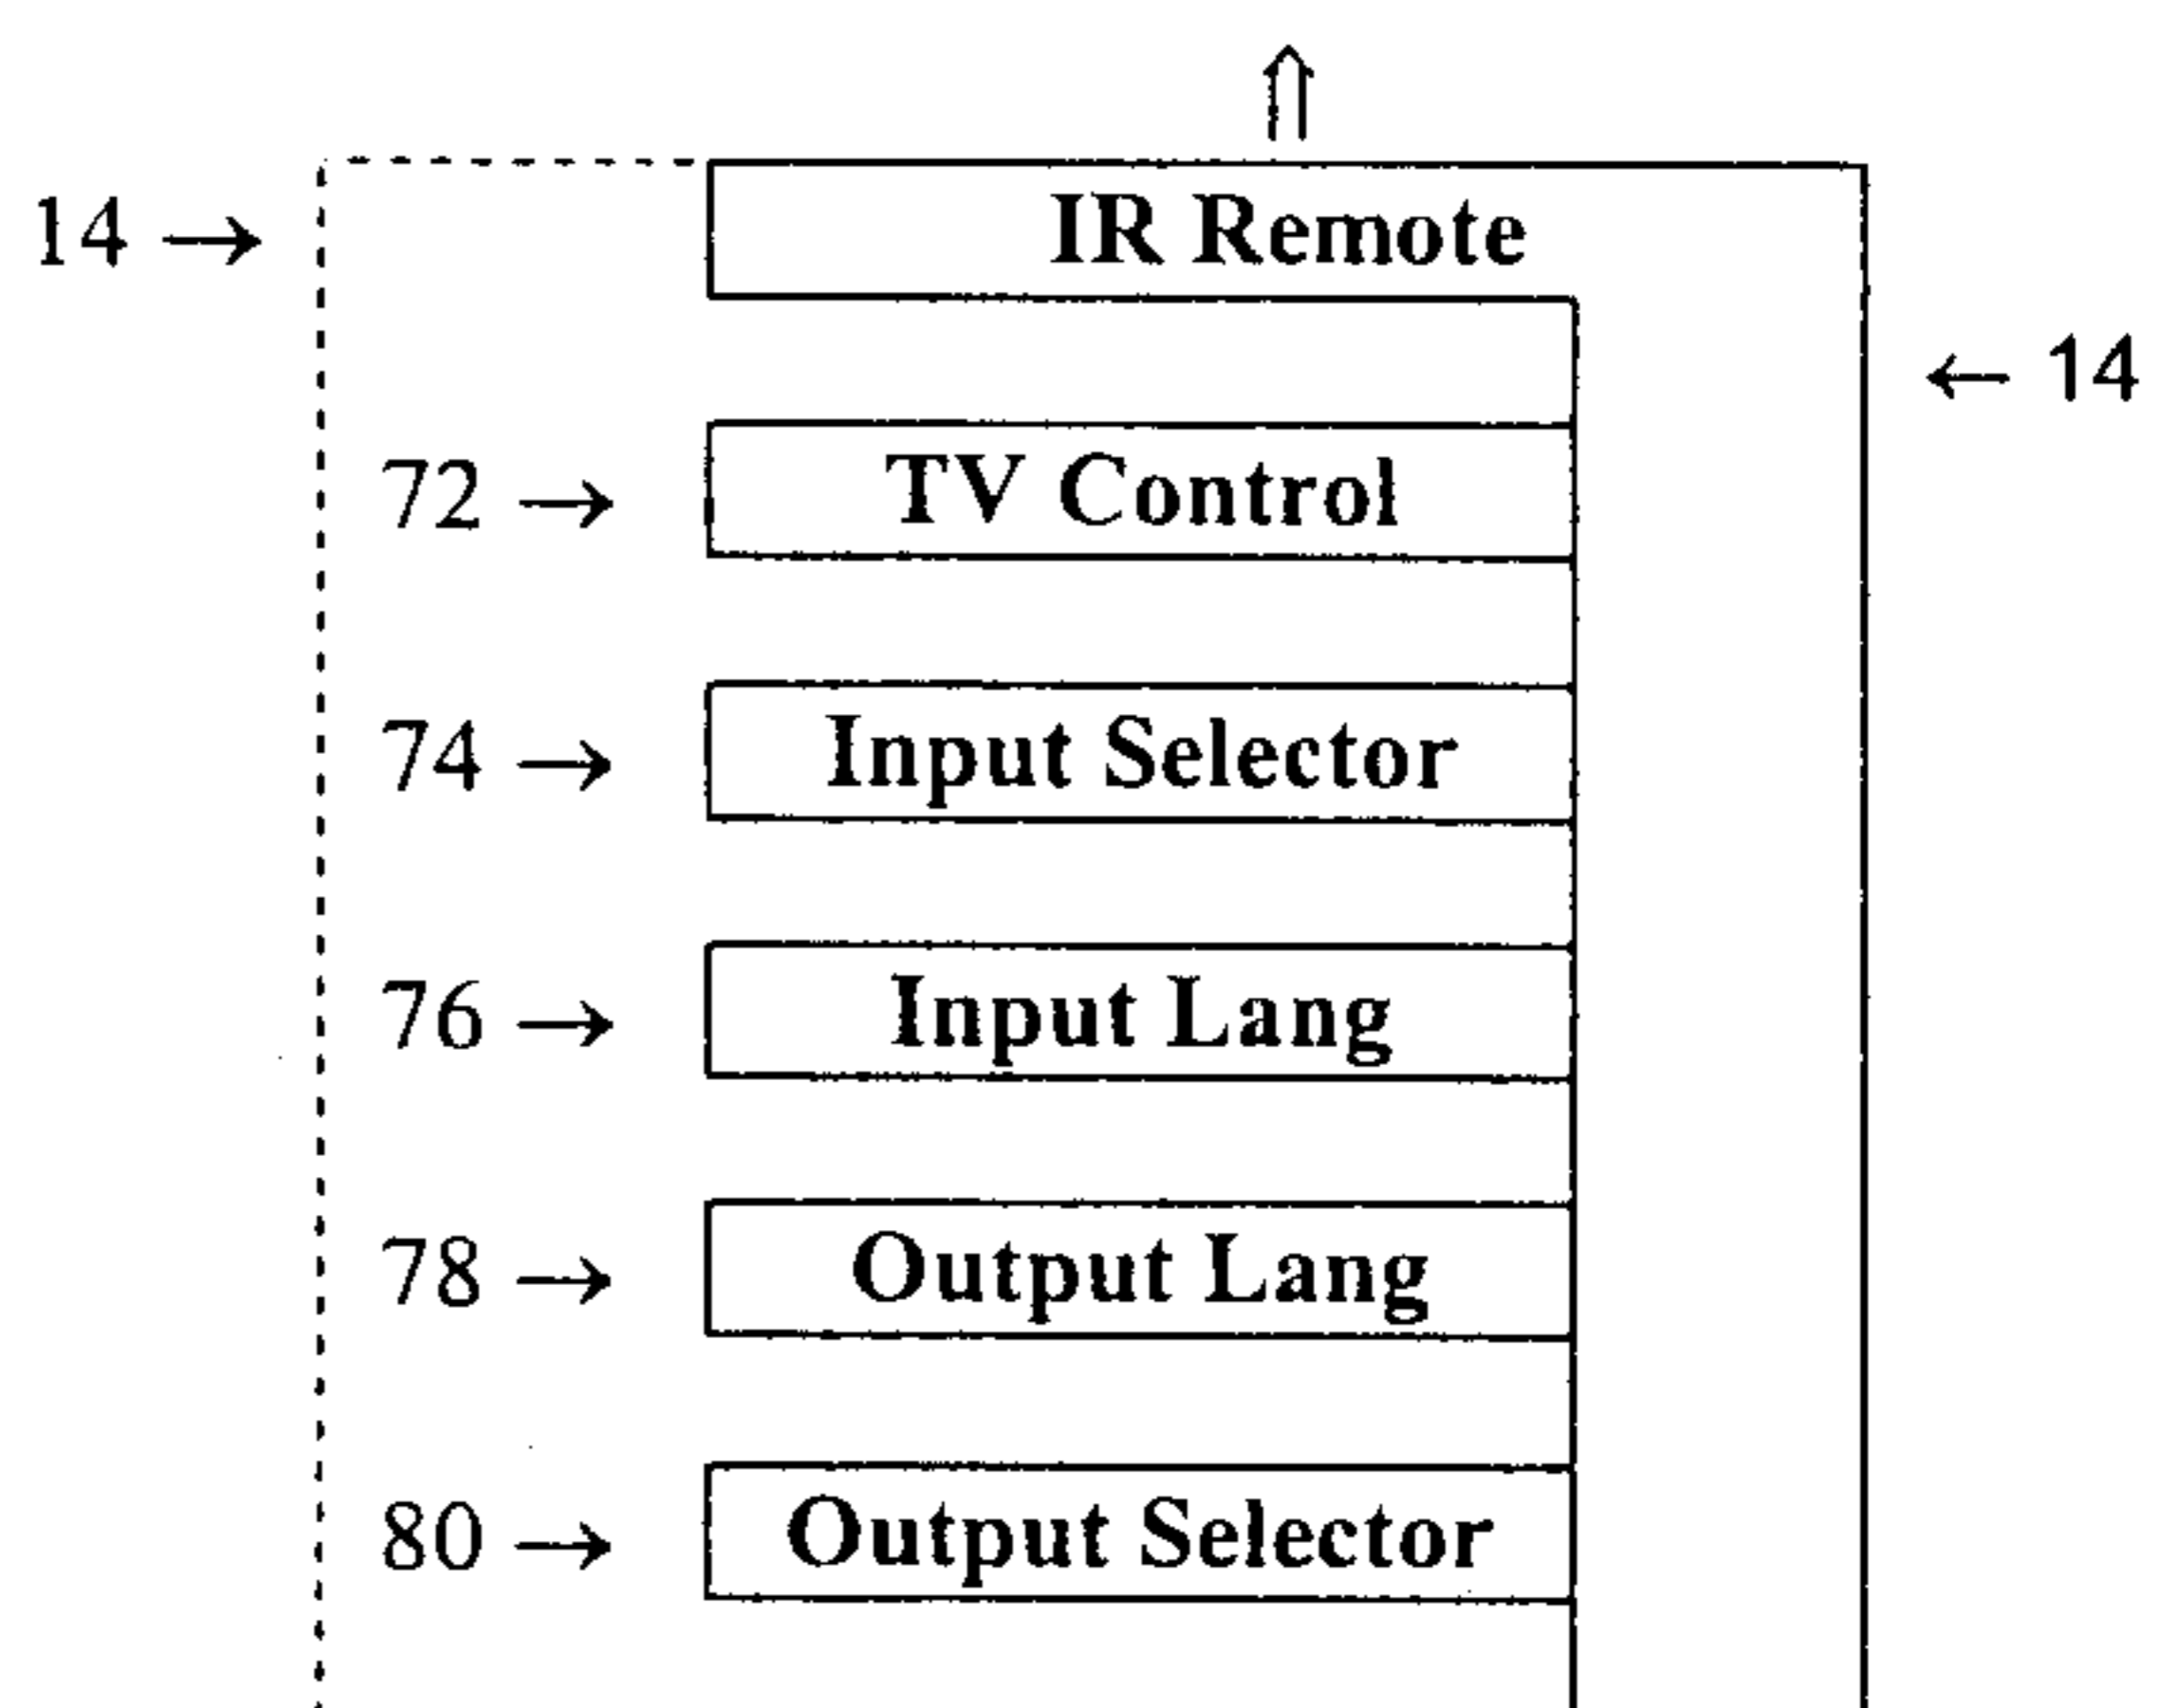 14 → IR Remote
← 14
72 → TV Control
74 → Input Selector
76 → Input Lang
78 → Output Lang
80 → Output Selector